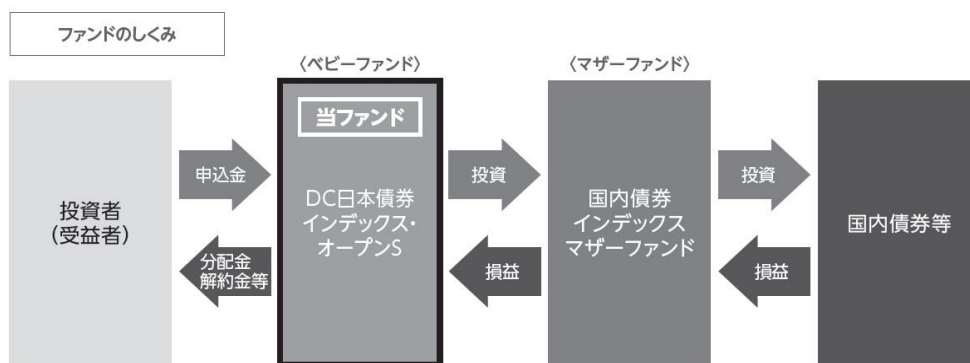 ファンドのしくみ
〈ベビーファンド〉
〈マザーファンド〉
投資者
(受益者)
申込金
分配金
解約金等
当ファンド
DC日本債券
インデックス・
オープンS
投資
損益
国内債券
インデックス
マザーファンド
投資
損益
国内債券等